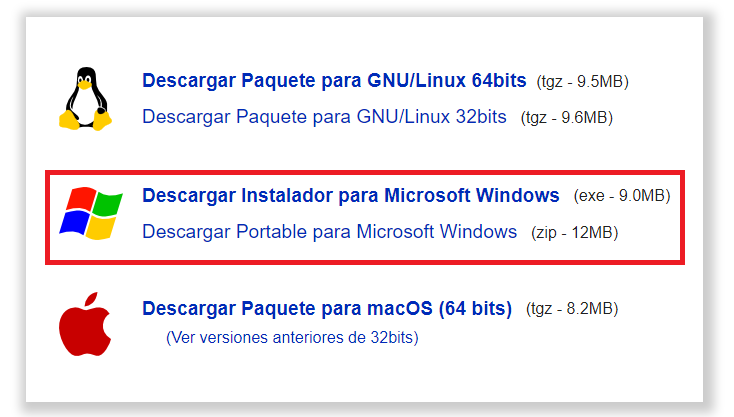 Descargar Paquete para GNU/Linux 64bits (tgz - 9.5MB)
Descargar Paquete para GNU/Linux 32bits (tgz - 9.6MB)
Descargar Instalador para Microsoft Windows (exe - 9.0MB)
Descargar Portable para Microsoft Windows (zip - 12MB)
Descargar Paquete para macOS (64 bits) (tgz - 8.2MB)
(Ver versiones anteriores de 32bits)